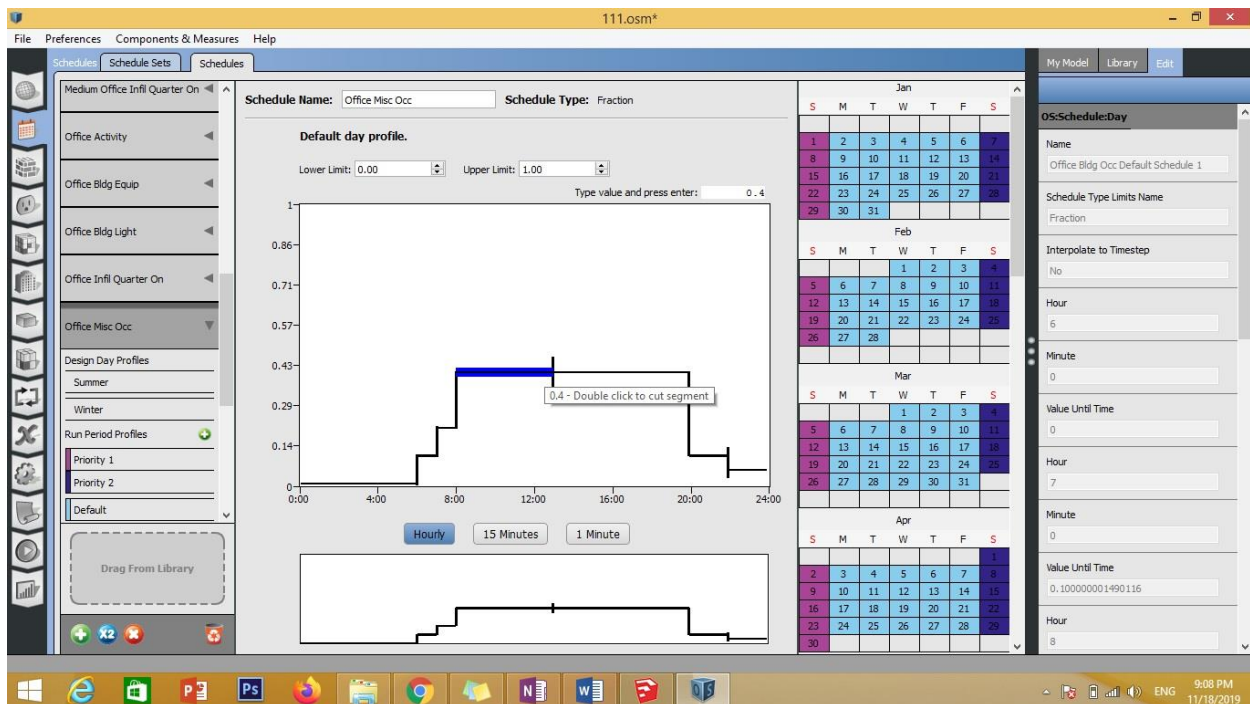 111.osm*
File Preferences Components & Measures Help
Schedules Schedule Sets Schedules
My Model Library Edit
Medium Office Infil Quarter On
Office Activity
Office Bldg Equip
Office Bldg Light
Office Infil Quarter On
Office Misc Occ
Design Day Profiles
Summer
Winter
Run Period Profiles
Priority 1
Priority 2
Default
Drag From Library
X2
Schedule Name: Office Misc Occ Schedule Type: Fraction
Default day profile.
Lower Limit: 0.00 Upper Limit: 1.00
Type value and press enter: 0.4
1
0.86
0.71
0.57
0.43
0.29
0.14
0
0.4 - Double click to cut segment
0:00 4:00 8:00 12:00 16:00 20:00 24:00
Hourly 15 Minutes 1 Minute
Jan
S M T W T F S
1 2 3 4 5 6 7
8 9 10 11 12 13 14
15 16 17 18 19 20 21
22 23 24 25 26 27 28
29 30 31
Feb
S M T W T F S
1 2 3 4
5 6 7 8 9 10 11
12 13 14 15 16 17 18
19 20 21 22 23 24 25
26 27 28
Mar
S M T W T F S
1 2 3 4
5 6 7 8 9 10 11
12 13 14 15 16 17 18
19 20 21 22 23 24 25
26 27 28 29 30 31
Apr
S M T W T F S
1
2 3 4 5 6 7 8
9 10 11 12 13 14 15
16 17 18 19 20 21 22
23 24 25 26 27 28 29
30
OS:Schedule:Day
Name
Office Bldg Occ Default Schedule 1
Schedule Type Limits Name
Fraction
Interpolate to Timestep
No
Hour
6
Minute
0
Value Until Time
0
Hour
7
Minute
0
Value Until Time
0.100000001490116
Hour
8
Ps
ENG
9:08 PM
11/18/2019